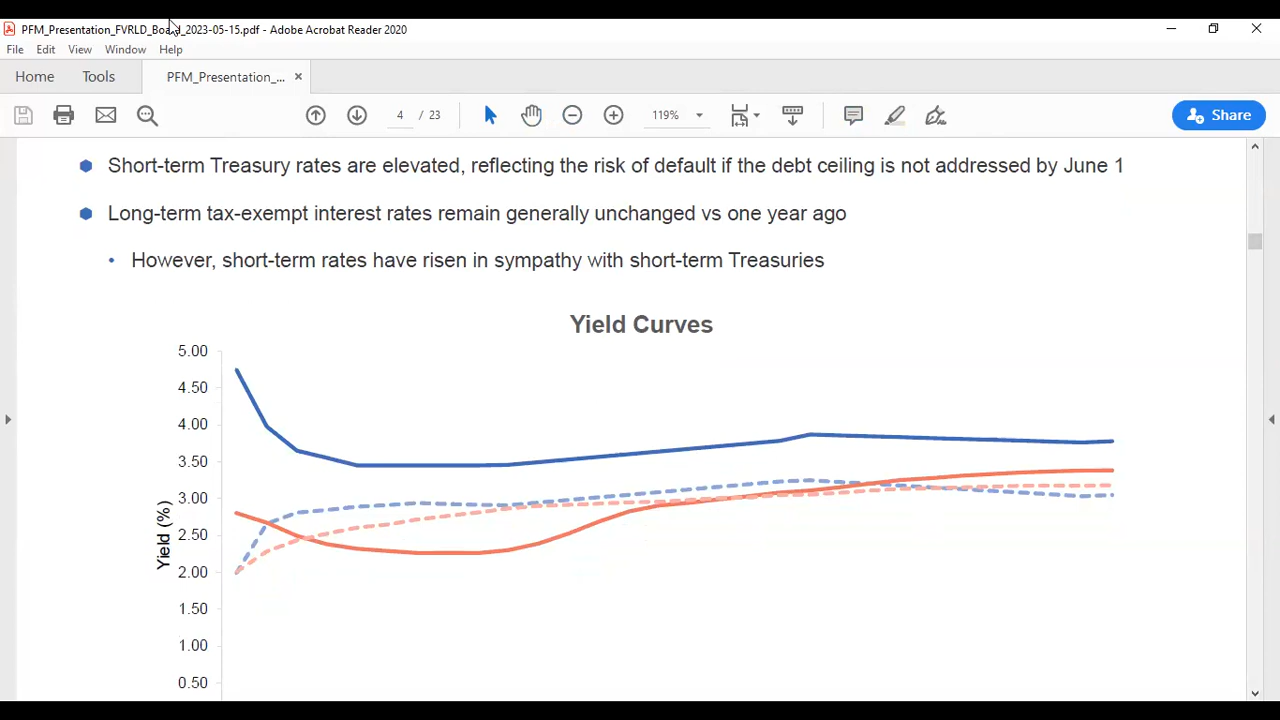 PFM_Presentation_FVRLD_Board_2023-05-15.pdf - Adobe Acrobat Reader 2020
File Edit View Window Help
Home Tools PFM_Presentation_... ×
4 / 23 119% Share
Short-term Treasury rates are elevated, reflecting the risk of default if the debt ceiling is not addressed by June 1
Long-term tax-exempt interest rates remain generally unchanged vs one year ago
However, short-term rates have risen in sympathy with short-term Treasuries
Yield Curves
5.00
4.50
4.00
3.50
3.00
2.50
2.00
1.50
1.00
0.50
Yield (%)